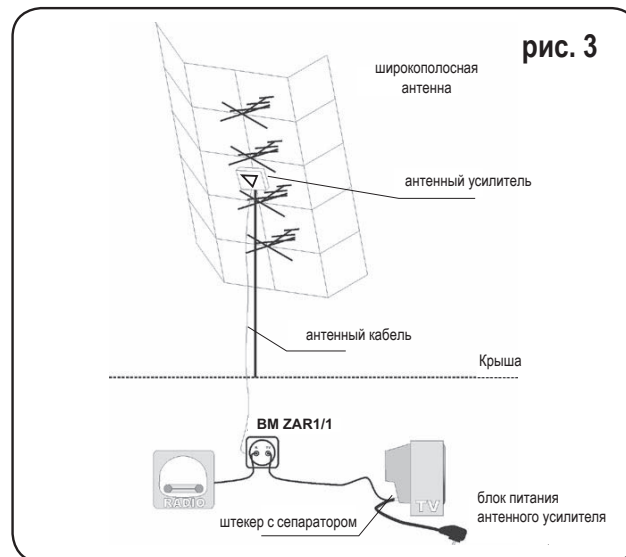 рис. 3
широкополосная
антенна
антенный усилитель
антенный кабель
Крыша
BM ZAR1/1
RADIO
TV
штекер с сепаратором
блок питания
антенного усилителя